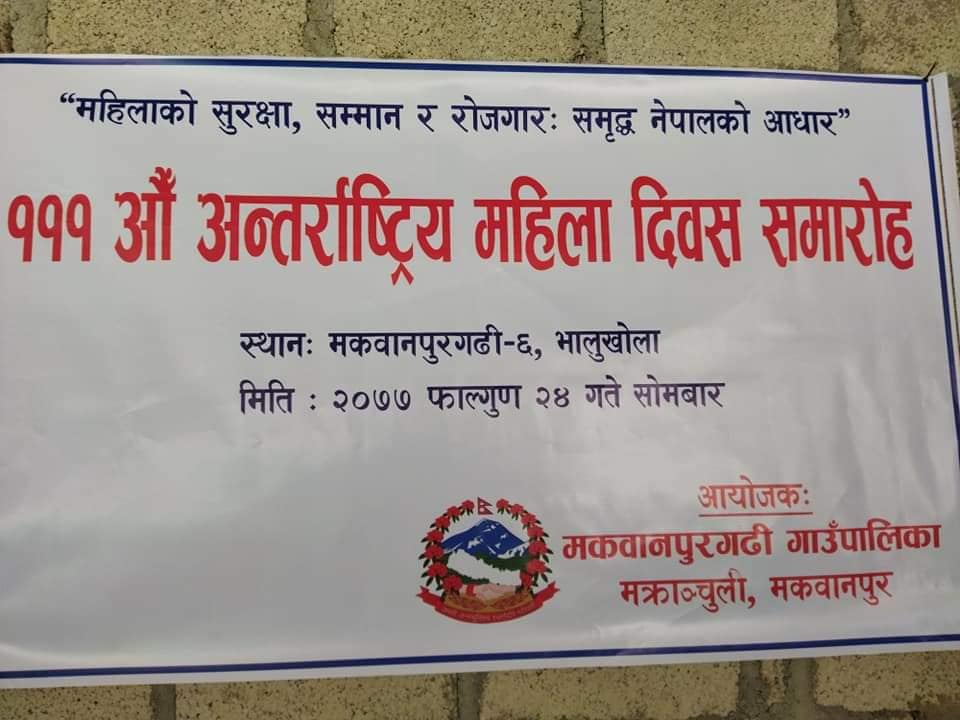 “महिलाको सुरक्षा, सम्मान र रोजगारः समृद्ध नेपालको आधार”
१११ औँ अन्तर्राष्ट्रिय महिला दिवस समारोह
स्थानः मकवानपुरगढी-६, भालुखोला
मिति : २०७७ फाल्गुण २४ गते सोमबार
आयोजकः
मकवानपुरगढी गाउँपालिका
मक्राञ्चुली, मकवानपुर